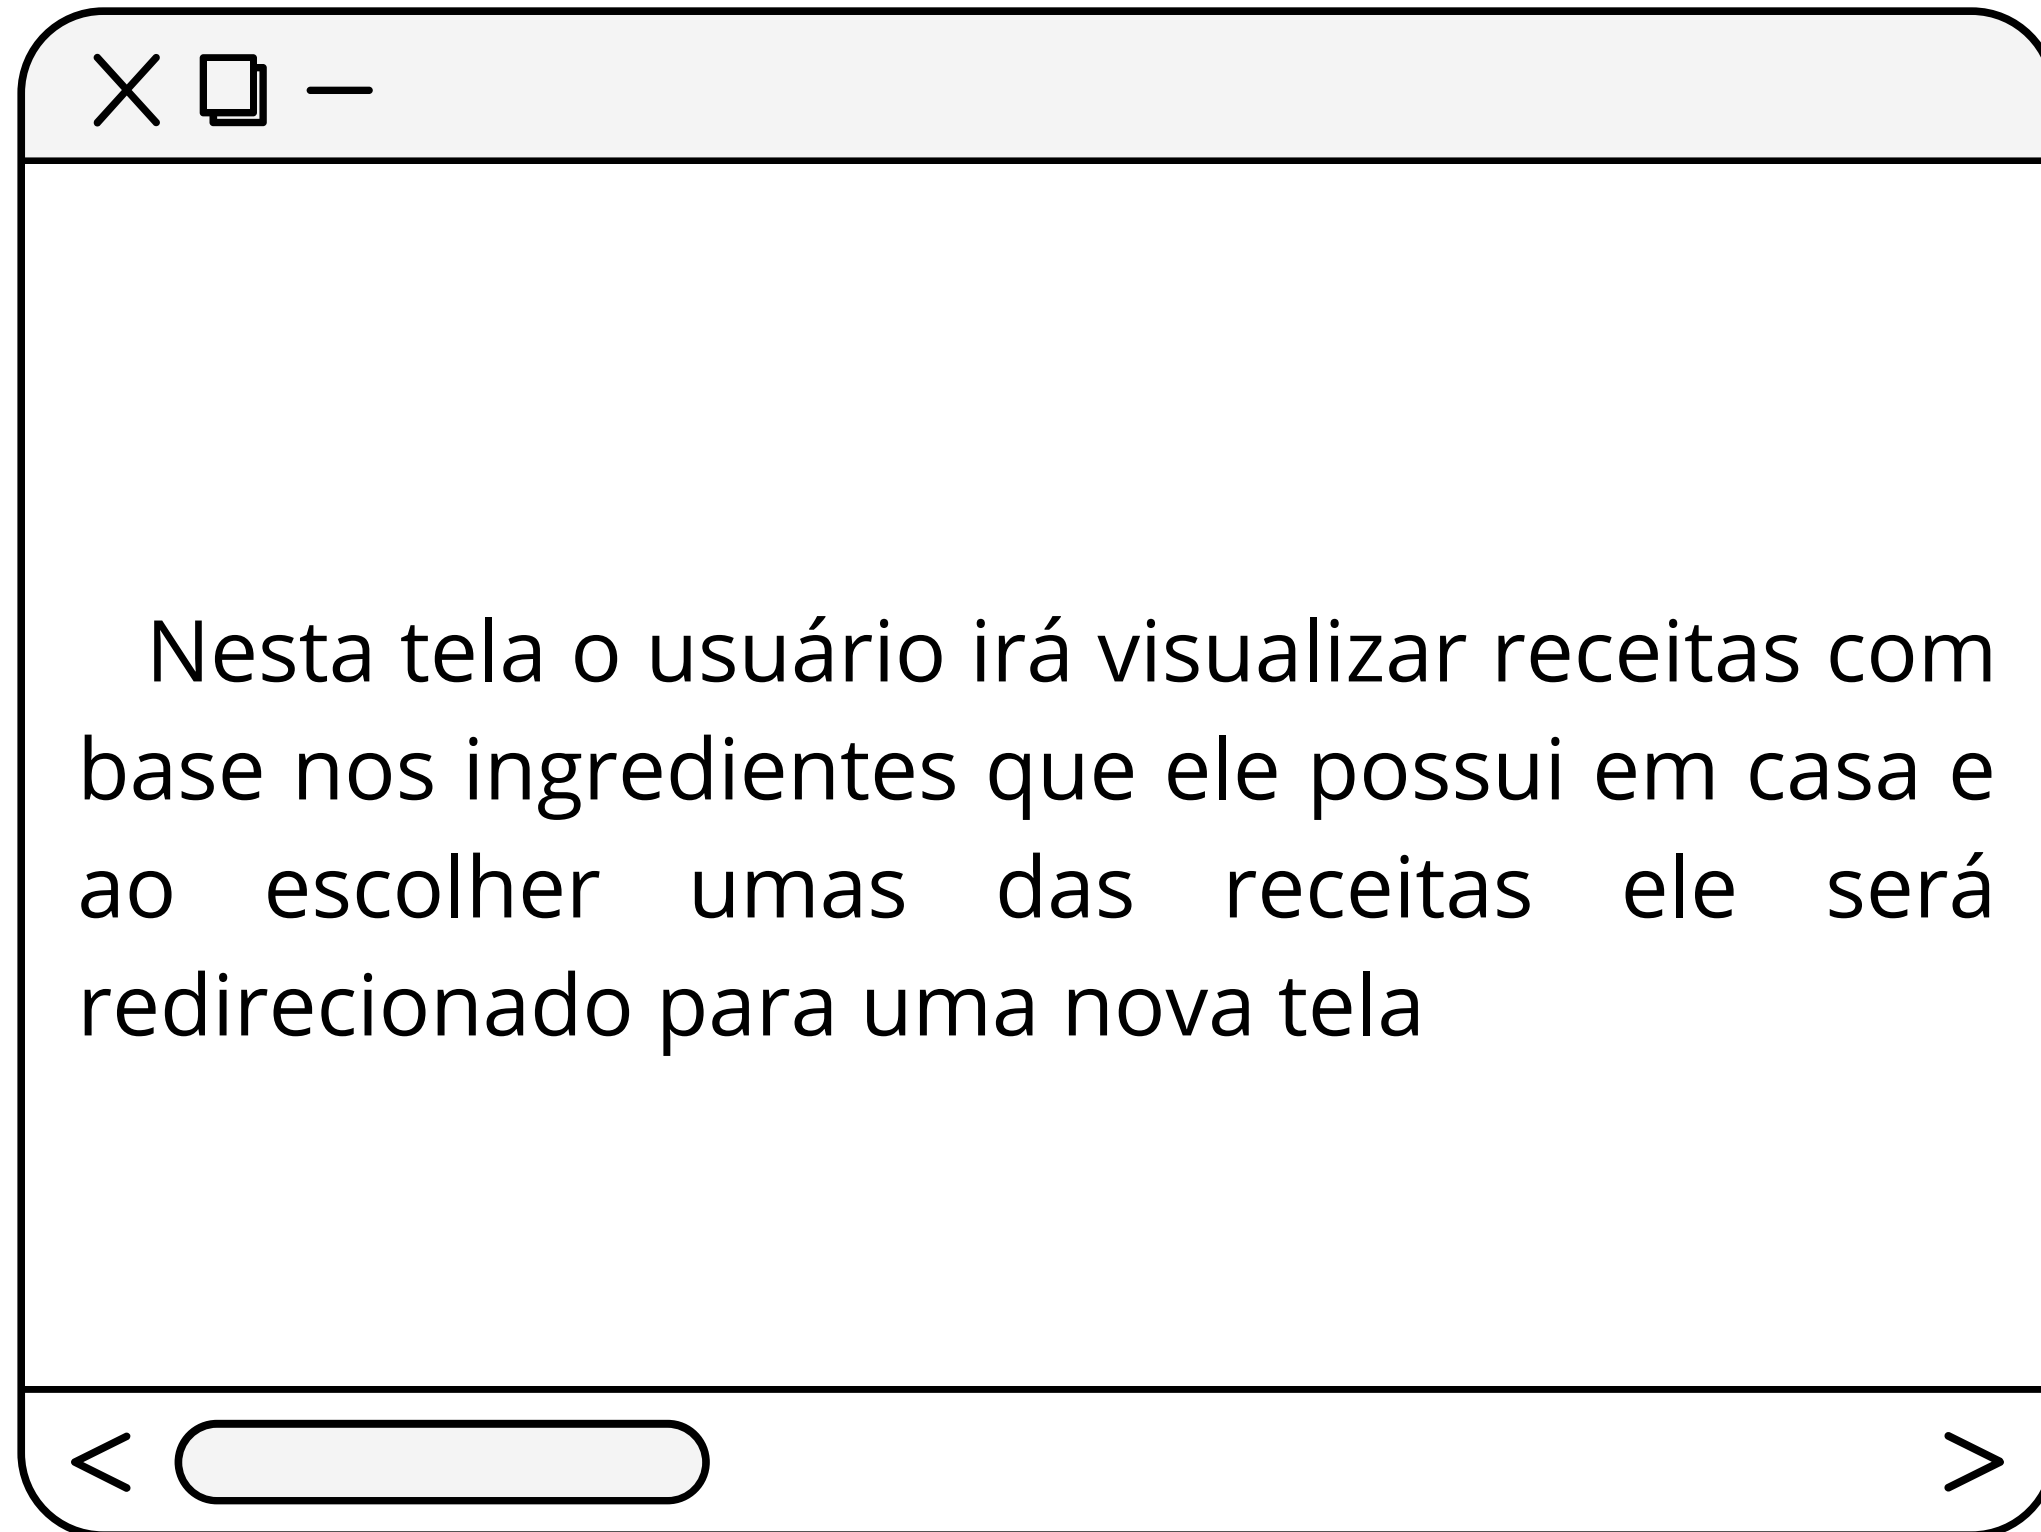 Nesta tela o usuário irá visualizar receitas com
base nos ingredientes que ele possui em casa e
ao escolher umas das receitas ele será
redirecionado para uma nova tela